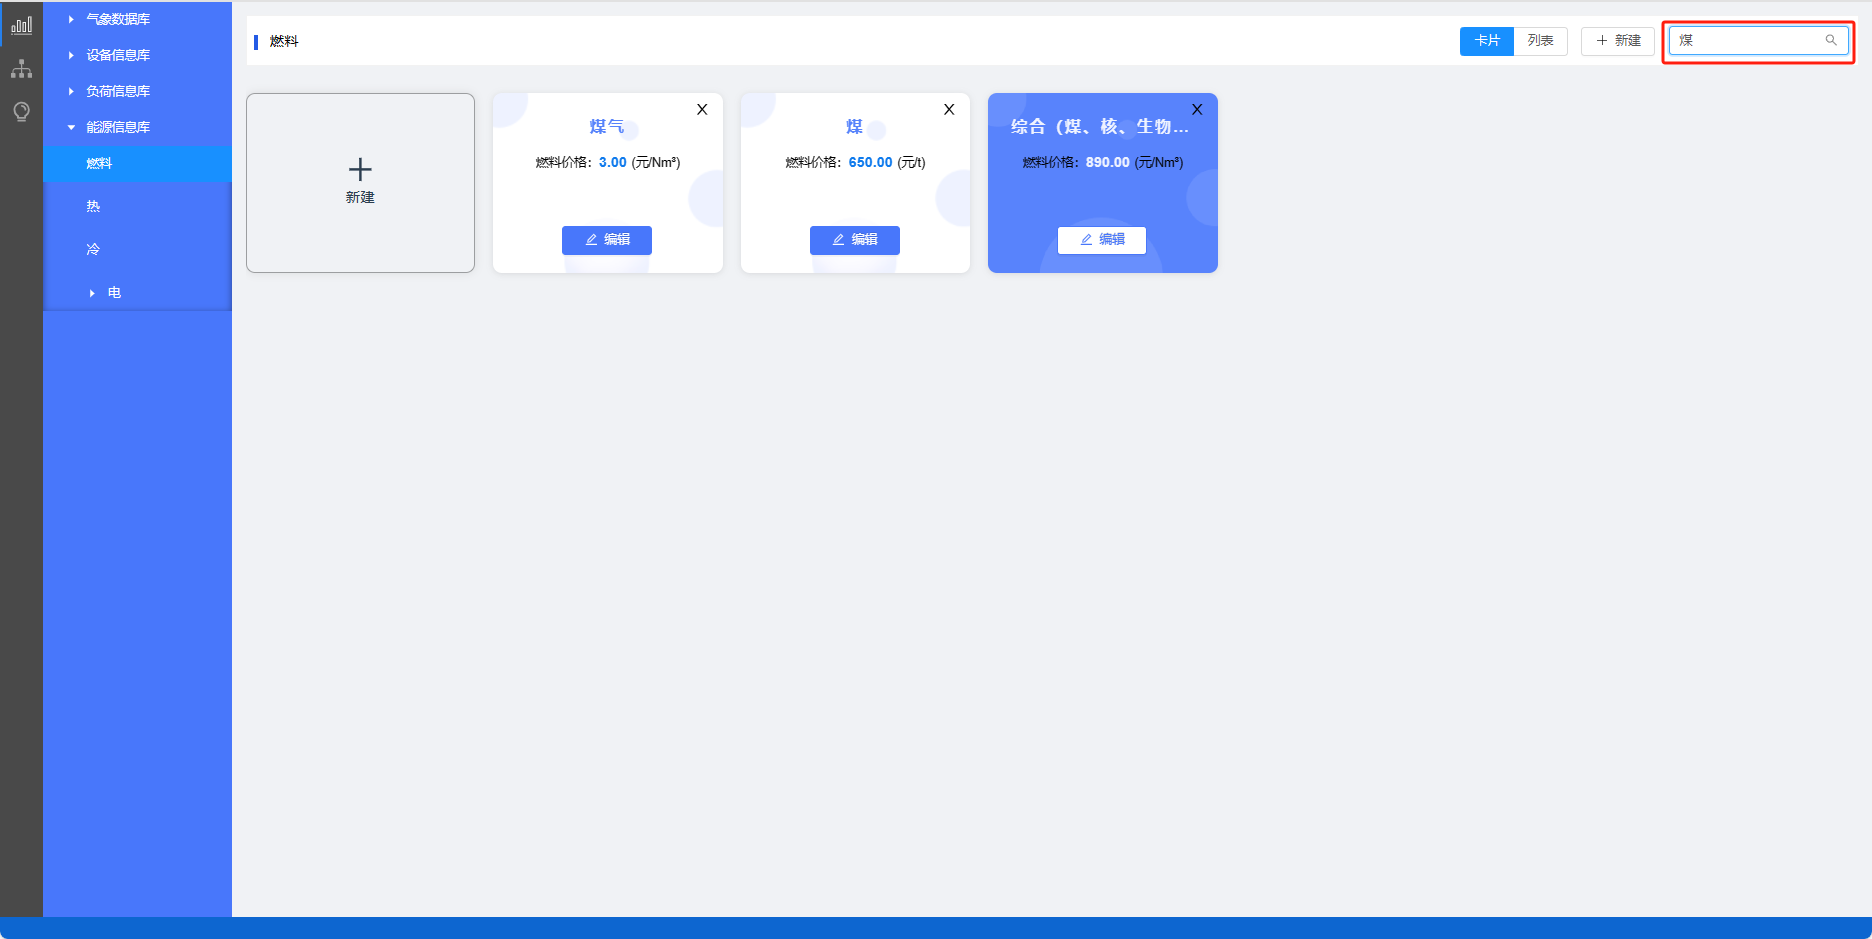 气象数据库
设备信息库
负荷信息库
能源信息库
燃料
热
冷
电
燃料
卡片
列表
新建
煤
新建
X
煤气
燃料价格: 3.00 (元/Nm³)
编辑
X
煤
燃料价格: 650.00 (元/t)
编辑
X
综合（煤、核、生物...
燃料价格: 890.00 (元/Nm³)
编辑